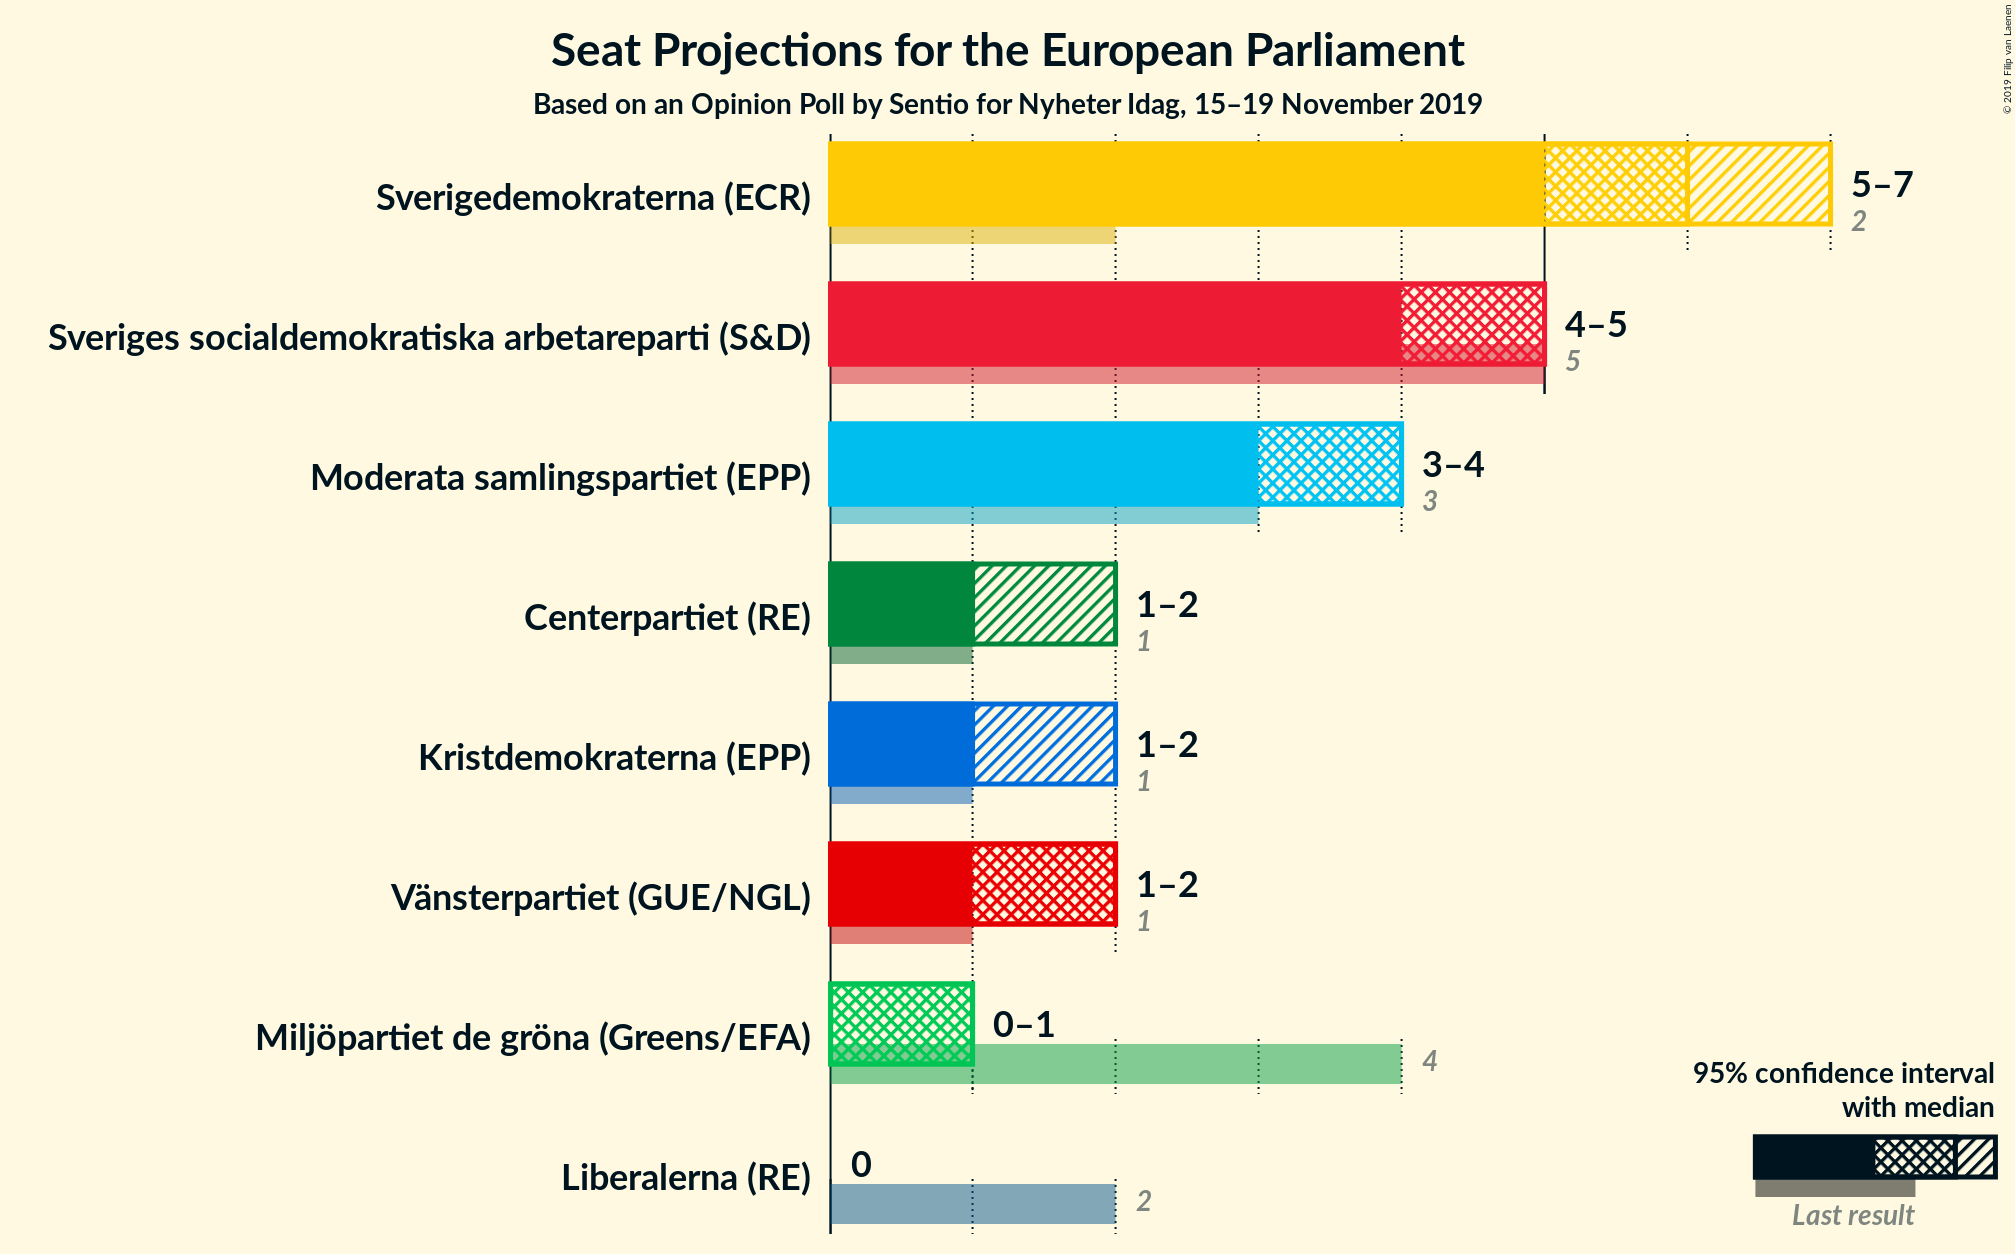 Seat Projections for the European Parliament
Based on an Opinion Poll by Sentio for Nyheter Idag, 15–19 November 2019
© 2019 Filip van Laenen
Sverigedemokraterna (ECR)
5–7
2
Sveriges socialdemokratiska arbetareparti (S&D)
4–5
5
Moderata samlingspartiet (EPP)
3–4
3
Centerpartiet (RE)
1–2
1
Kristdemokraterna (EPP)
1–2
1
Vänsterpartiet (GUE/NGL)
1–2
1
Miljöpartiet de gröna (Greens/EFA)
0–1
4
Liberalerna (RE)
0
2
95% confidence interval
with median
Last result